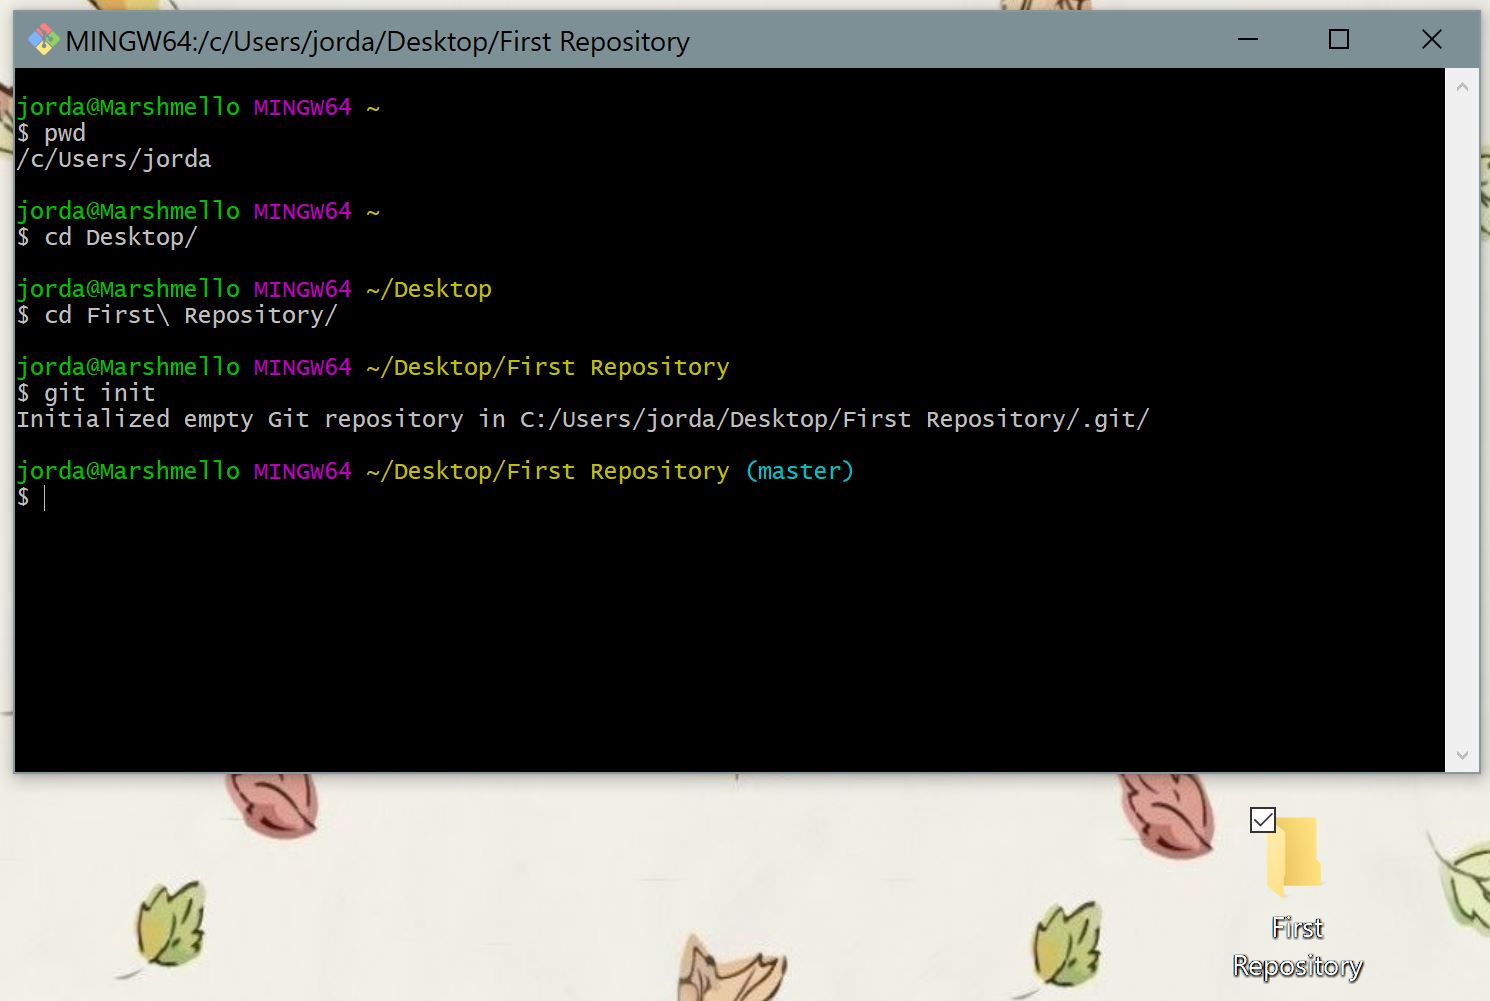 MINGW64:/c/Users/jorda/Desktop/First Repository
jorda@Marshmello MINGW64 ~
$ pwd
/c/Users/jorda
jorda@Marshmello MINGW64 ~
$ cd Desktop/
jorda@Marshmello MINGW64 ~/Desktop
$ cd First\ Repository/
jorda@Marshmello MINGW64 ~/Desktop/First Repository
$ git init
Initialized empty Git repository in C:/Users/jorda/Desktop/First Repository/.git/
jorda@Marshmello MINGW64 ~/Desktop/First Repository (master)
$
First
Repository